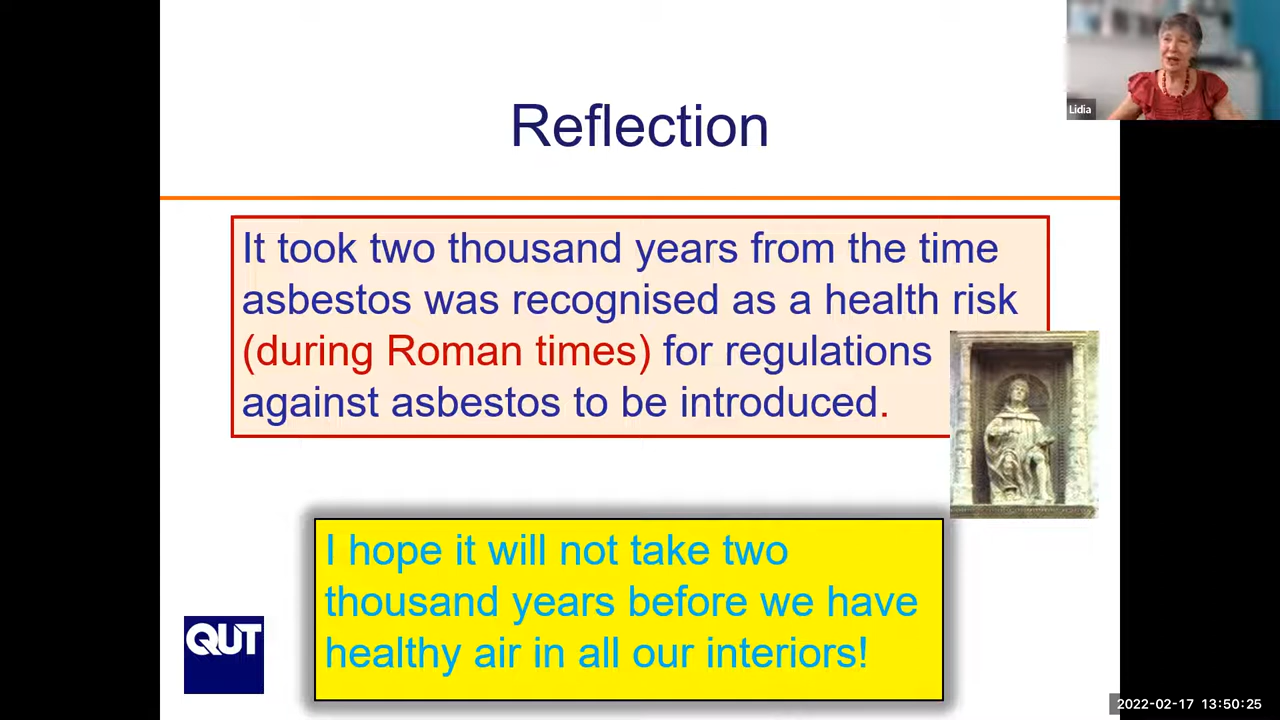 Lidia
Reflection
It took two thousand years from the time
asbestos was recognised as a health risk
(during Roman times) for regulations
against asbestos to be introduced.
I hope it will not take two
thousand years before we have
healthy air in all our interiors!
QUT
2022-02-17 13:50:25